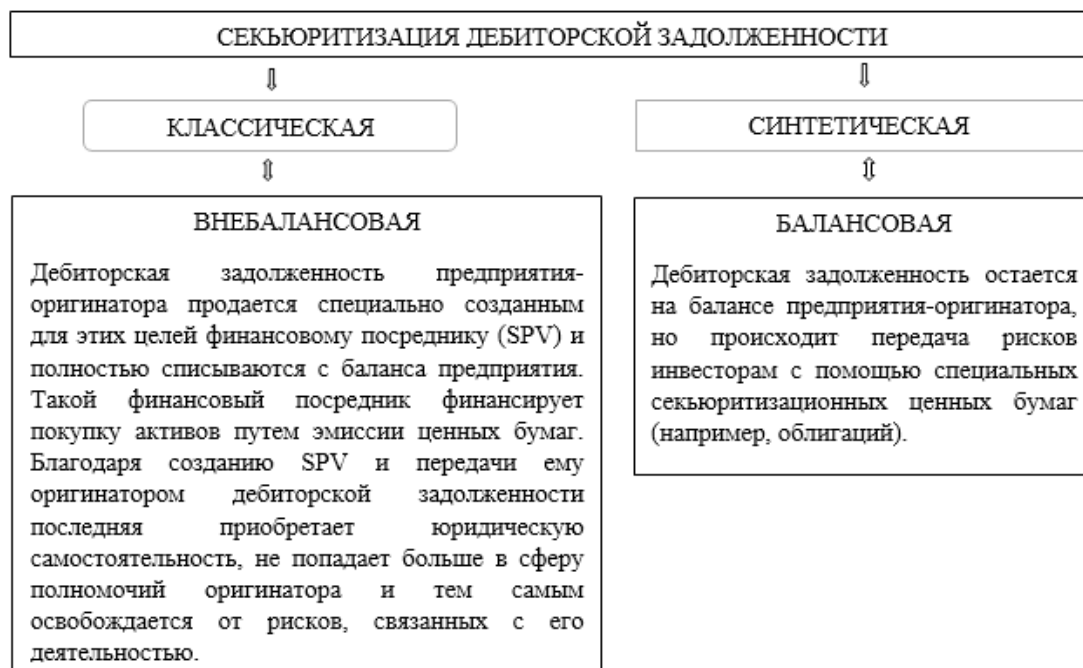 СЕКЬЮРИТИЗАЦИЯ ДЕБИТОРСКОЙ ЗАДОЛЖЕННОСТИ
КЛАССИЧЕСКАЯ
ВНЕБАЛАНСОВАЯ
Дебиторская задолженность предприятия-
оригинатора продается специально созданным
для этих целей финансовому посреднику (SPV) и
полностью списываются с баланса предприятия.
Такой финансовый посредник финансирует
покупку активов путем эмиссии ценных бумаг.
Благодаря созданию SPV и передачи ему
оригинатором дебиторской задолженности
последняя приобретает юридическую
самостоятельность, не попадает больше в сферу
полномочий оригинатора и тем самым
освобождается от рисков, связанных с его
деятельностью.
СИНТЕТИЧЕСКАЯ
БАЛАНСОВАЯ
Дебиторская задолженность остается
на балансе предприятия-оригинатора,
но происходит передача рисков
инвесторам с помощью специальных
секьюритизационных ценных бумаг
(например, облигаций).